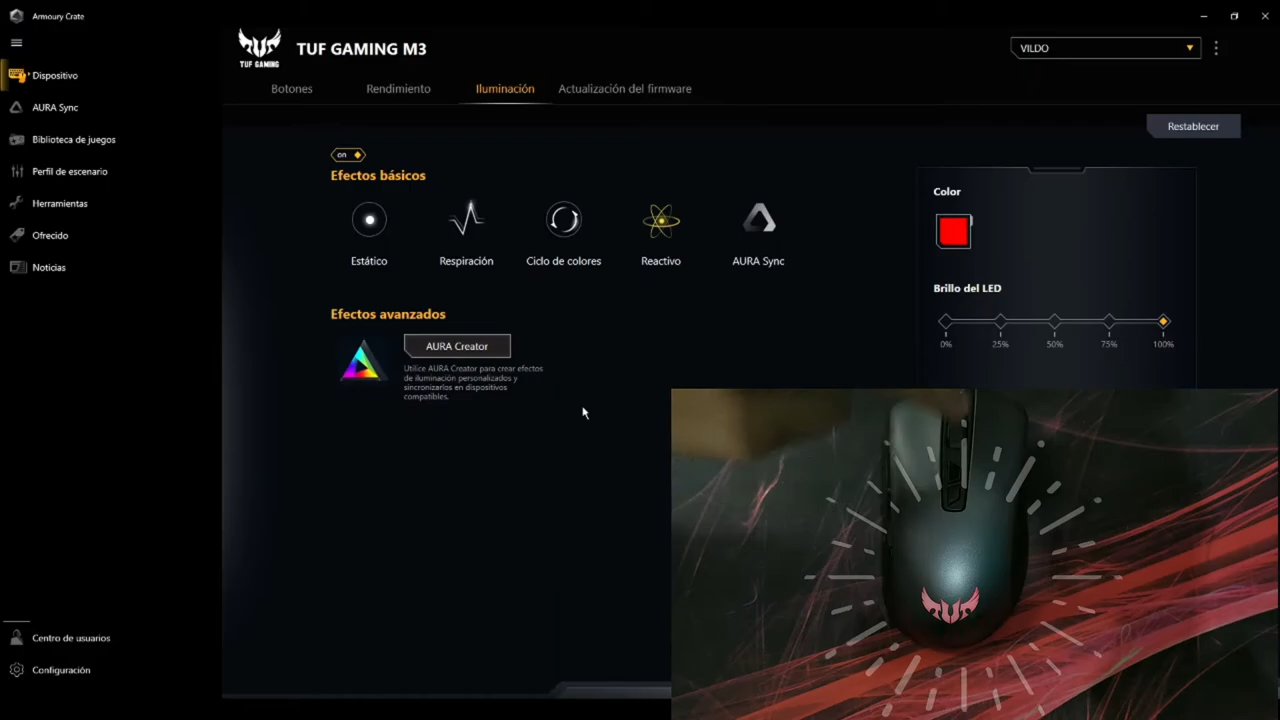 Armoury Crate
Dispositivo
AURA Sync
Biblioteca de juegos
Perfil de escenario
Herramientas
Ofrecido
Noticias
Centro de usuarios
Configuración
TUF GAMING
TUF GAMING M3
VILDO
Botones
Rendimiento
Iluminación
Actualización del firmware
Restablecer
on
Efectos básicos
Estático
Respiración
Ciclo de colores
Reactivo
AURA Sync
Efectos avanzados
AURA Creator
Utilice AURA Creator para crear efectos
de iluminación personalizados y
sincronizarlos en dispositivos
compatibles.
Color
Brillo del LED
0%
25%
50%
75%
100%
TUF